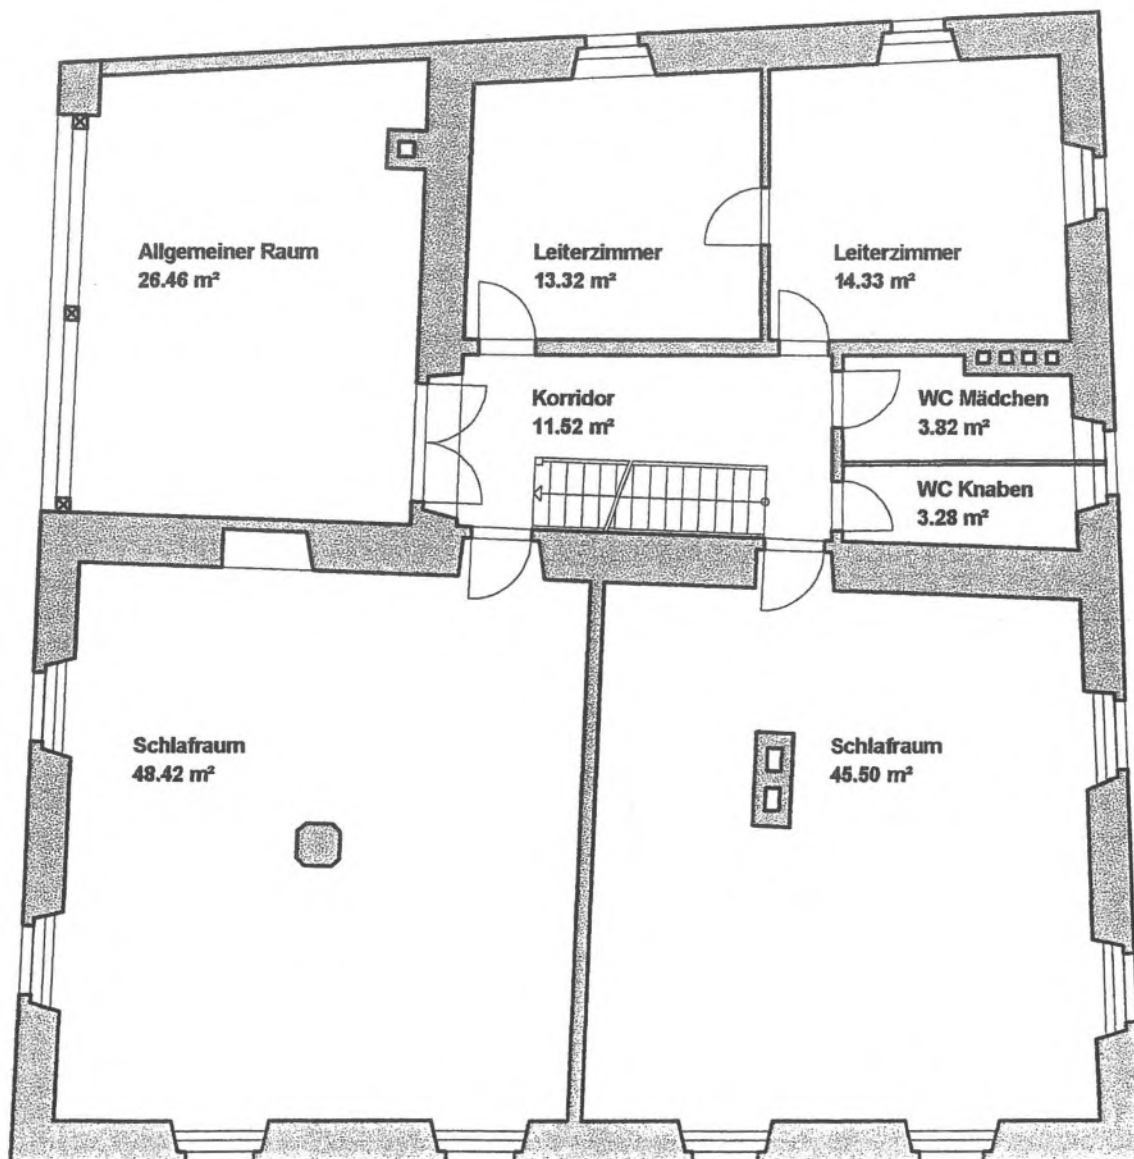 Allgemeiner Raum
26.46 m²
Leiterzimmer
13.32 m²
Leiterzimmer
14.33 m²
Korridor
11.52 m²
WC Mädchen
3.82 m²
WC Knaben
3.28 m²
Schlafraum
48.42 m²
Schlafraum
45.50 m²